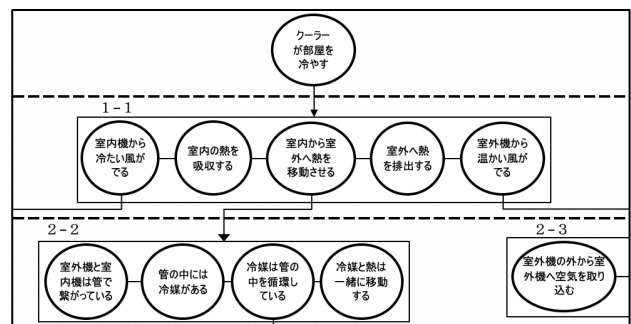 クーラー
が部屋を
冷やす
1-1
室内機から
冷たい風が
でる
室内の熱を
吸収する
室内から室
外へ熱を
移動させる
室外へ熱
を排出する
室外機から
温かい風が
でる
2-2
室外機と室
内機は管で
繋がっている
管の中には
冷媒がある
冷媒は管の
中を循環し
ている
冷媒と熱は
一緒に移動
する
2-3
室外機の外から室
外機へ空気を取り
込む